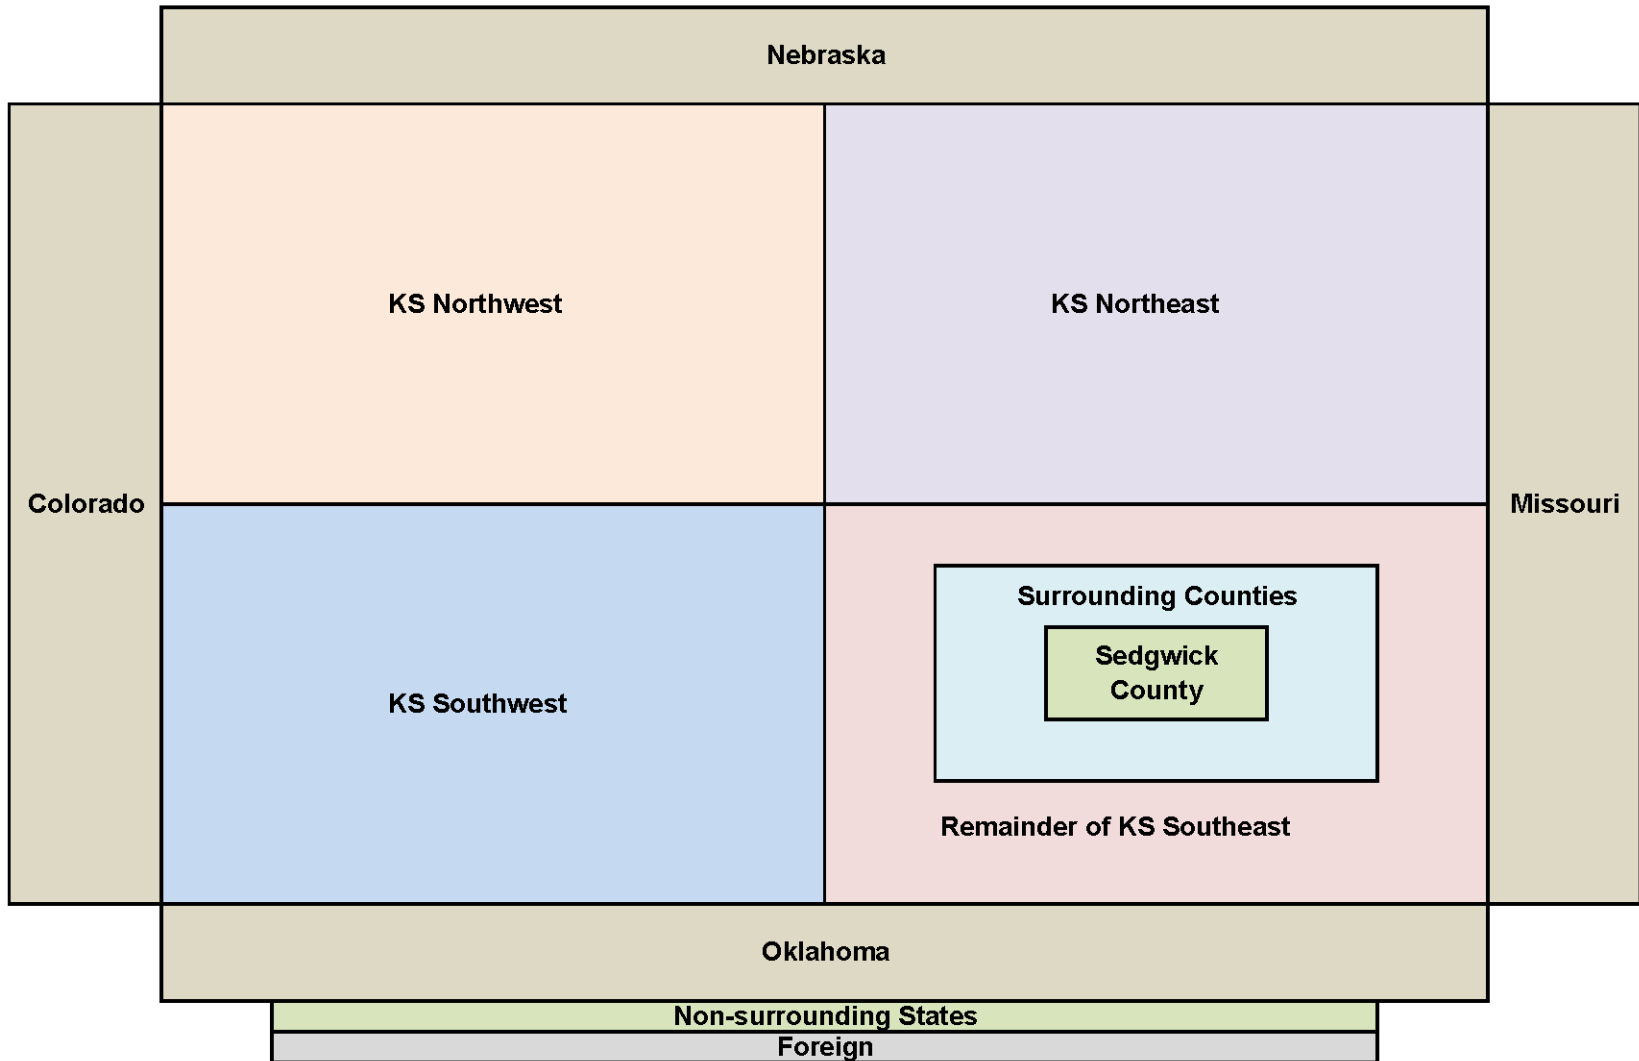 Nebraska
KS Northwest
KS Northeast
Colorado
Missouri
Surrounding Counties
Sedgwick
County
KS Southwest
Remainder of KS Southeast
Oklahoma
Non-surrounding States
Foreign